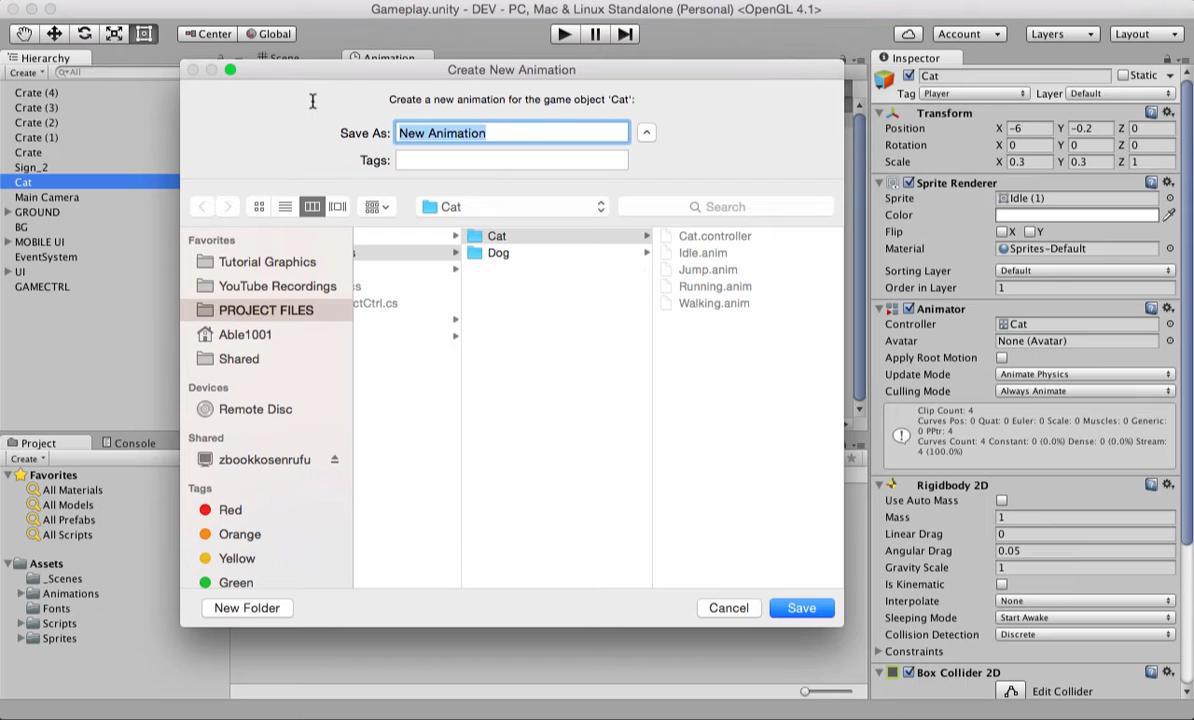 Gameplay.unity - DEV - PC, Mac & Linux Standalone (Personal) <OpenGL 4.1>
Center Global Account Layers Layout
Hierarchy
Create All
Crate (4)
Crate (3)
Crate (2)
Crate (1)
Crate
Sign_2
Cat
Main Camera
GROUND
BG
MOBILE UI
EventSystem
UI
GAMECTRL
Scene Animation
Create New Animation
Create a new animation for the game object 'Cat':
Save As: New Animation
Tags:
Cat Search
Favorites
Tutorial Graphics
YouTube Recordings
PROJECT FILES
Able1001
Shared
Devices
Remote Disc
Shared
zbookkosenrufu
Tags
Red
Orange
Yellow
Green
s
s
ctCtrl.cs
Cat
Dog
Cat.controller
Idle.anim
Jump.anim
Running.anim
Walking.anim
New Folder Cancel Save
Project Console
Create
Favorites
All Materials
All Models
All Prefabs
All Scripts
Assets
_Scenes
Animations
Fonts
Scripts
Sprites
Inspector
Cat Static
Tag Player Layer Default
Transform
Position X -6 Y -0.2 Z 0
Rotation X 0 Y 0 Z 0
Scale X 0.3 Y 0.3 Z 1
Sprite Renderer
Sprite Idle (1)
Color
Flip X Y
Material Sprites-Default
Sorting Layer Default
Order in Layer 1
Animator
Controller Cat
Avatar None (Avatar)
Apply Root Motion
Update Mode Animate Physics
Culling Mode Always Animate
Clip Count: 4
Curves Pos: 0 Quat: 0 Euler: 0 Scale: 0 Muscles: 0 Generic:
0 PPtr: 4
Curves Count: 4 Constant: 0 (0.0%) Dense: 0 (0.0%) Stream:
4 (100.0%)
Rigidbody 2D
Use Auto Mass
Mass 1
Linear Drag 0
Angular Drag 0.05
Gravity Scale 1
Is Kinematic
Interpolate None
Sleeping Mode Start Awake
Collision Detection Discrete
Constraints
Box Collider 2D
Edit Collider